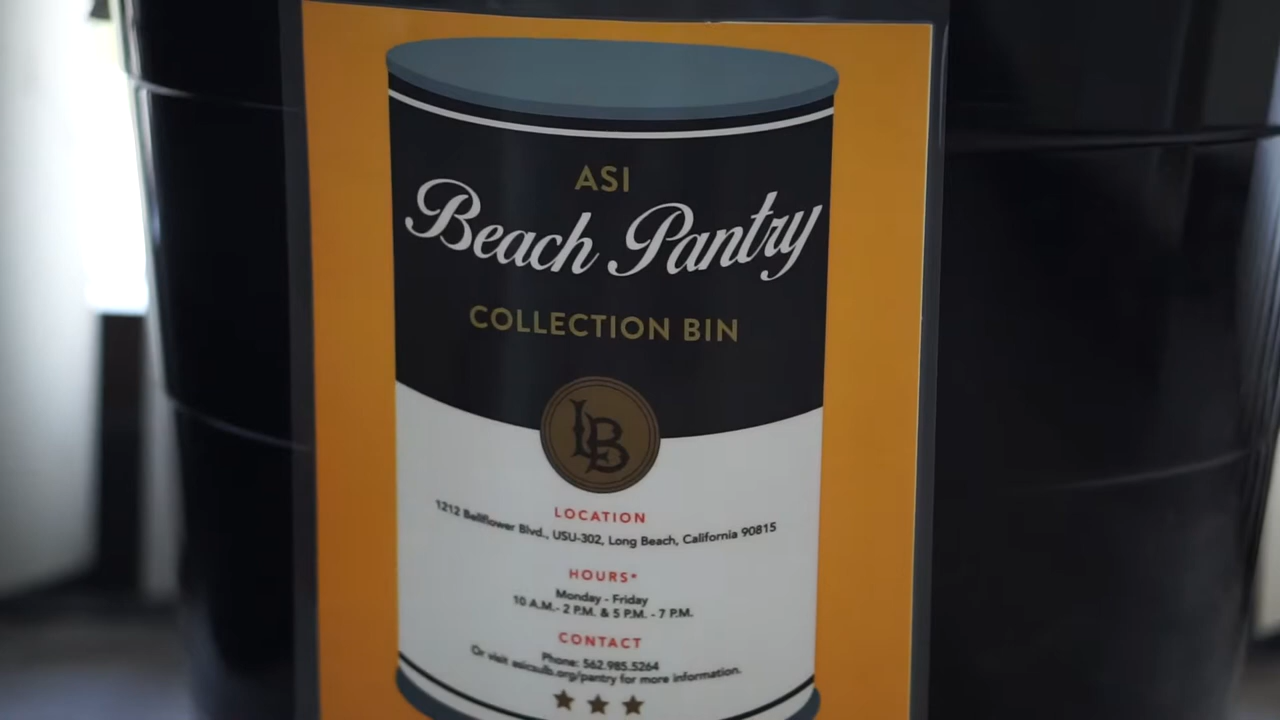 ASI
Beach Pantry
COLLECTION BIN
LB
LOCATION
1212 Bellflower Blvd., USU-302, Long Beach, California 90815
HOURS*
Monday - Friday
10 A.M.- 2 P.M. & 5 P.M. - 7 P.M.
CONTACT
Phone: 562.985.5264
Or visit asicsulb.org/pantry for more information.